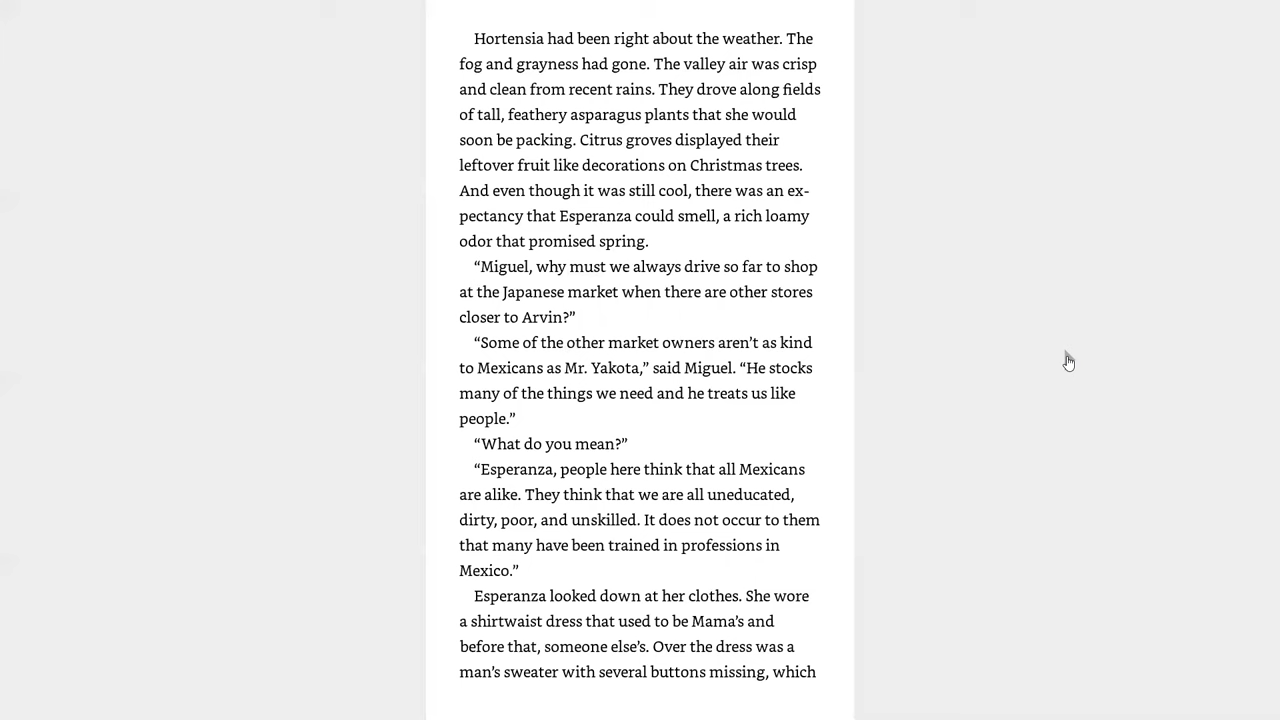 Hortensia had been right about the weather. The
fog and grayness had gone. The valley air was crisp
and clean from recent rains. They drove along fields
of tall, feathery asparagus plants that she would
soon be packing. Citrus groves displayed their
leftover fruit like decorations on Christmas trees.
And even though it was still cool, there was an ex-
pectancy that Esperanza could smell, a rich loamy
odor that promised spring.
“Miguel, why must we always drive so far to shop
at the Japanese market when there are other stores
closer to Arvin?”
“Some of the other market owners aren’t as kind
to Mexicans as Mr. Yakota,” said Miguel. “He stocks
many of the things we need and he treats us like
people.”
“What do you mean?”
“Esperanza, people here think that all Mexicans
are alike. They think that we are all uneducated,
dirty, poor, and unskilled. It does not occur to them
that many have been trained in professions in
Mexico.”
Esperanza looked down at her clothes. She wore
a shirtwaist dress that used to be Mama’s and
before that, someone else’s. Over the dress was a
man’s sweater with several buttons missing, which